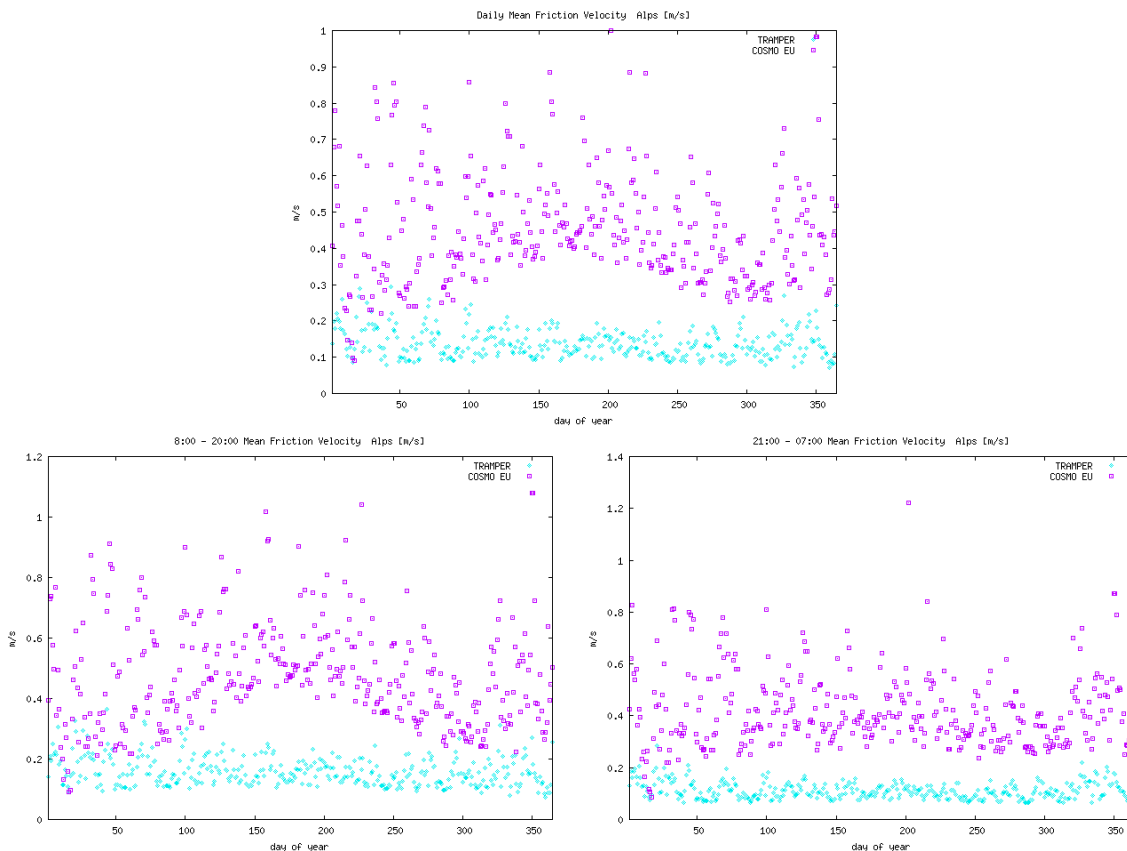 Daily Mean Friction Velocity Alps [m/s]
TRAMPER
COSMO EU
1
0.9
0.8
0.7
0.6
0.5
0.4
0.3
0.2
0.1
0
m/s
50 100 150 200 250 300 350
day of year
8:00 - 20:00 Mean Friction Velocity Alps [m/s]
TRAMPER
COSMO EU
1.2
1
0.8
0.6
0.4
0.2
0
m/s
50 100 150 200 250 300 350
day of year
21:00 - 07:00 Mean Friction Velocity Alps [m/s]
TRAMPER
COSMO EU
1.4
1.2
1
0.8
0.6
0.4
0.2
0
m/s
50 100 150 200 250 300 350
day of year